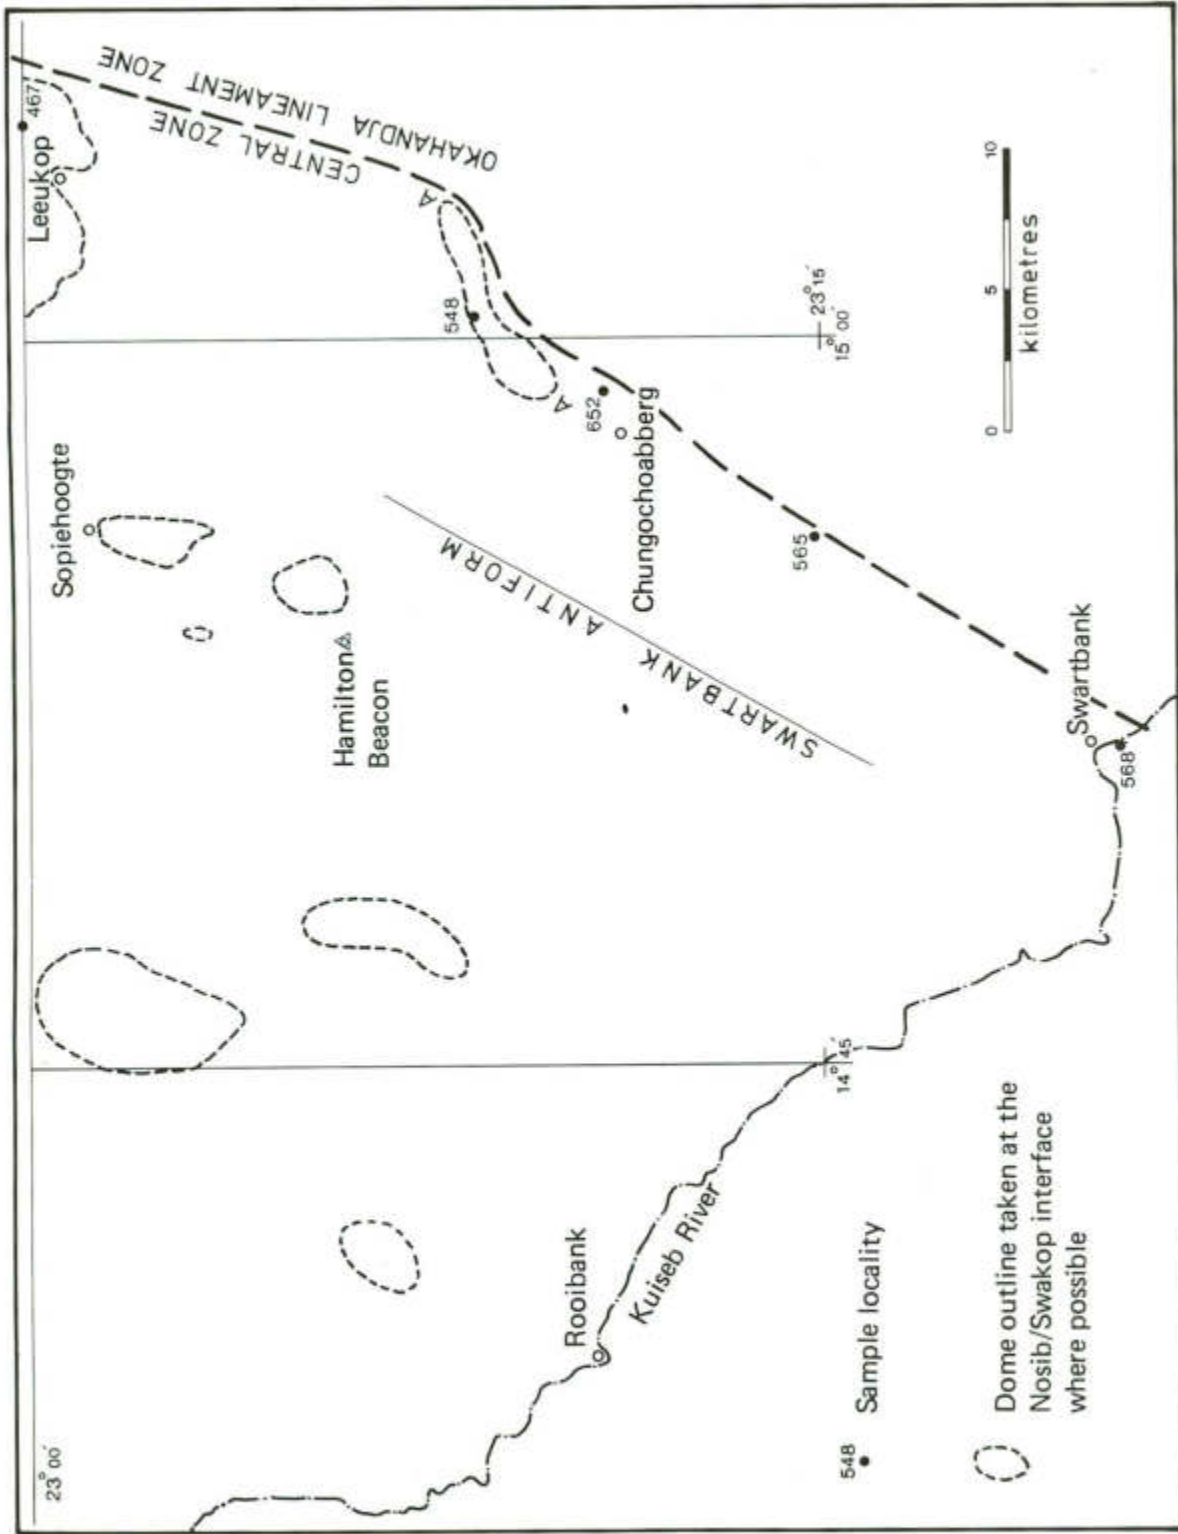 23°00'
Sopiehoogte
Leeukop
467
CENTRAL ZONE
OKAHANDJA LINEAMENT ZONE
Hamilton
Beacon
548
A
A
652
Chungochoabberg
SWARTBANK ANTIFORM
565
Rooibank
Kuiseb River
14°45'
23°15'
15°00'
Swartbank
568
548
Sample locality
Dome outline taken at the
Nosib/Swakop interface
where possible
0
5
10
kilometres